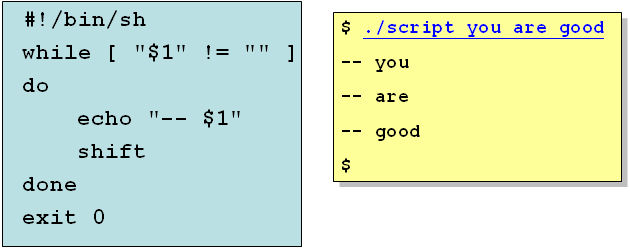 #!/bin/sh
while [ "$1" != "" ]
do
    echo "-- $1"
    shift
done
exit 0
$ ./script you are good
-- you
-- are
-- good
$